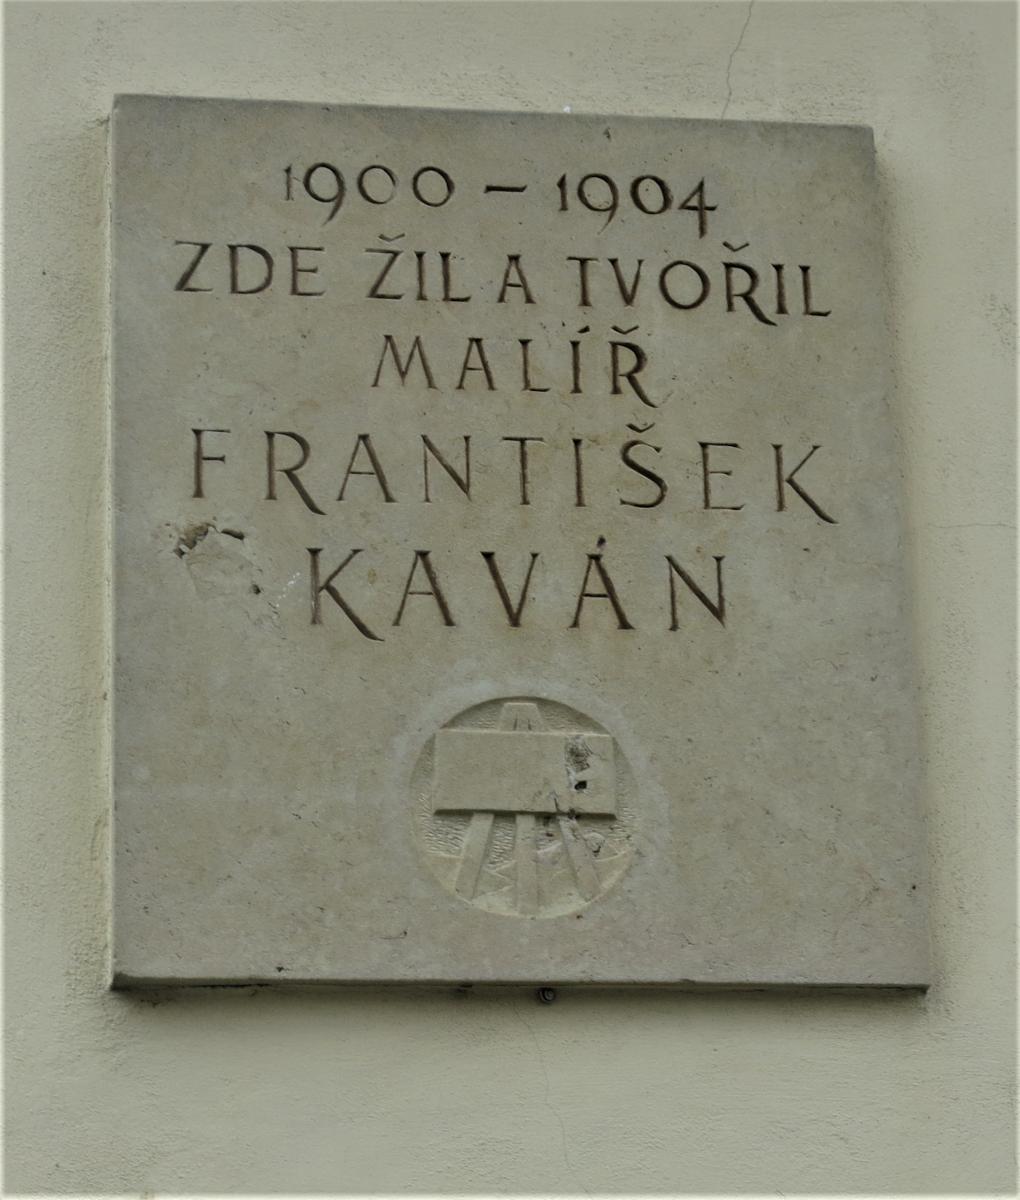 1900 – 1904
ZDE ŽIL A TVOŘIL
MALÍŘ
FRANTIŠEK
KAVÁN